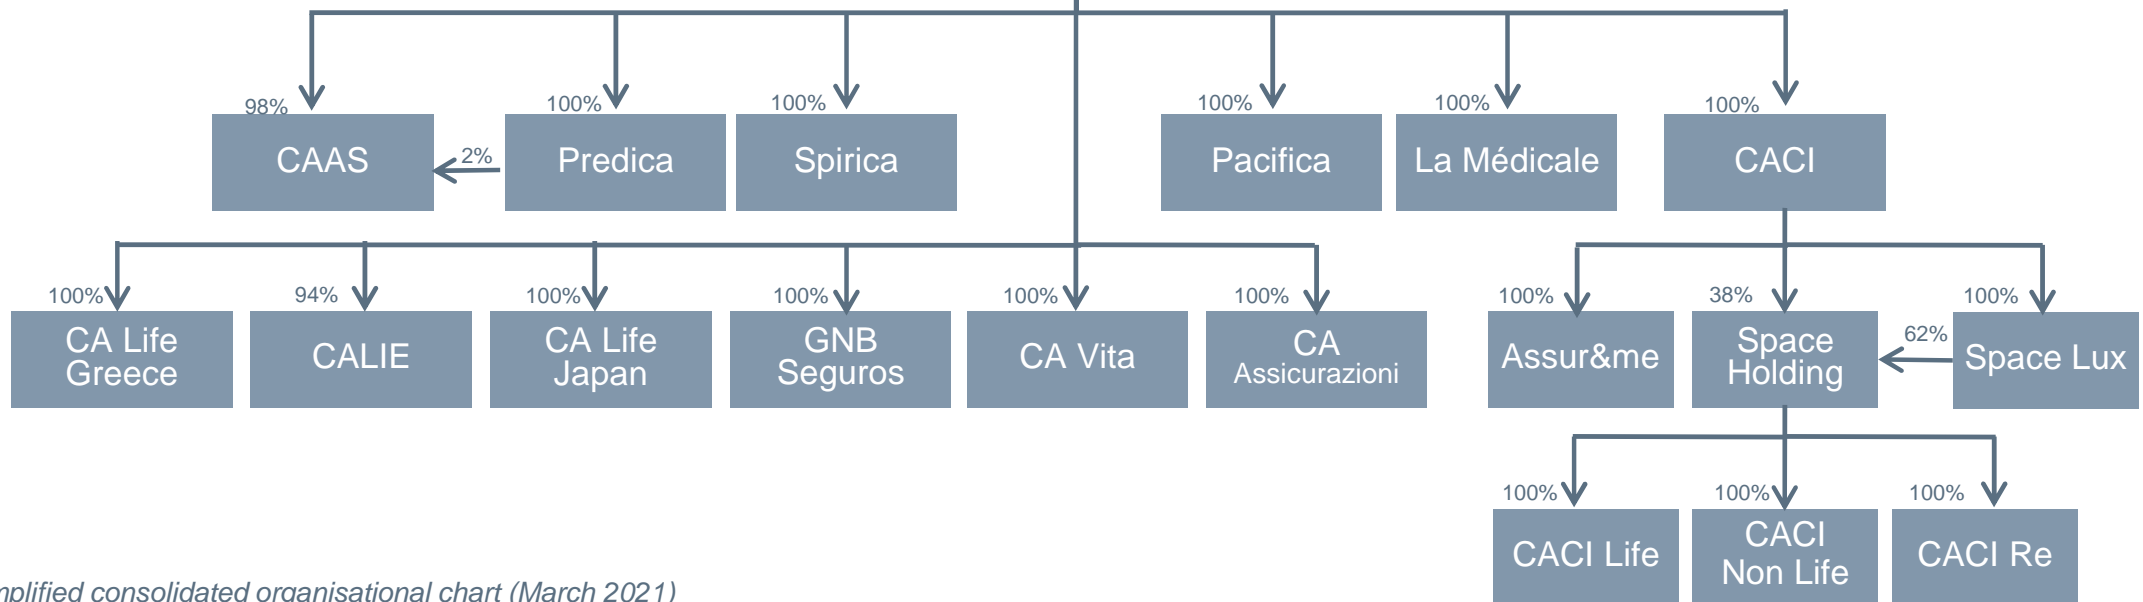 98%
100%
100%
100%
100%
100%
CAAS
2%
Predica
Spirica
Pacifica
La Médicale
CACI
100%
94%
100%
100%
100%
100%
100%
38%
100%
CA Life
Greece
CALIE
CA Life
Japan
GNB
Seguros
CA Vita
CA
Assicurazioni
Assur&me
Space
Holding
62%
Space Lux
100%
100%
100%
CACI Life
CACI
Non Life
CACI Re
consolidated organisational chart (March 2021)